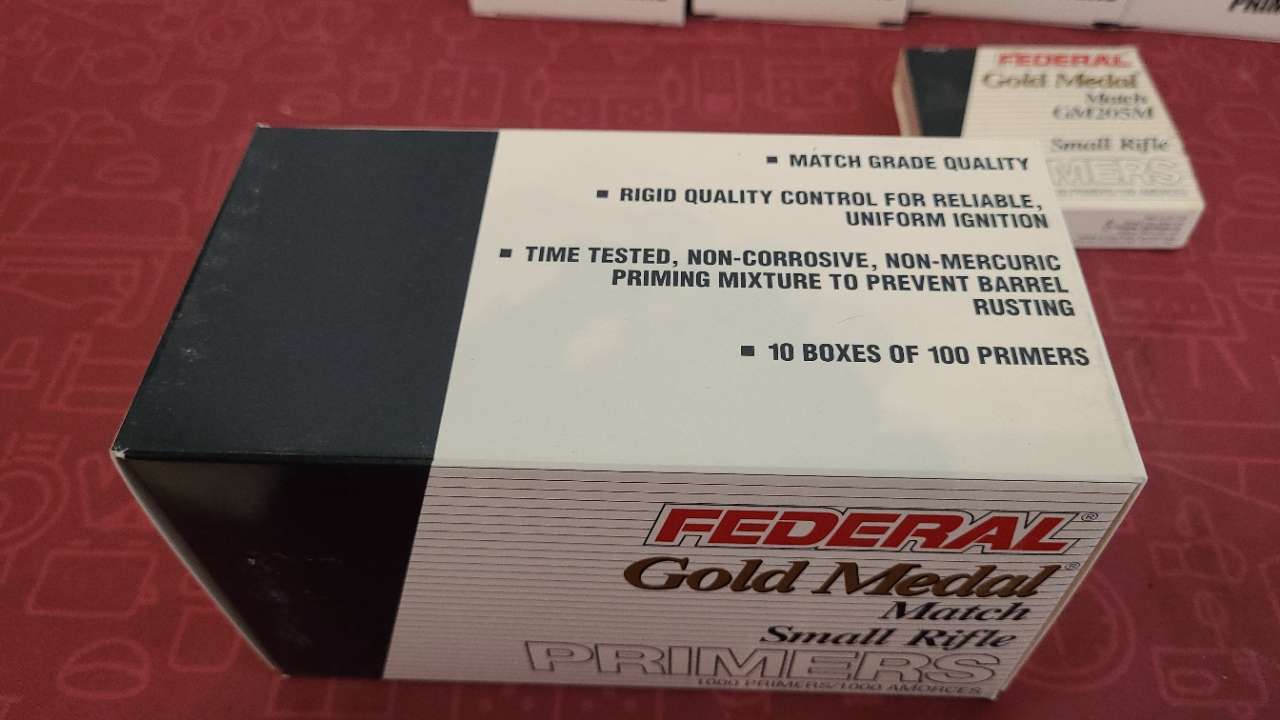 PRIM
FEDERAL
Gold Medal
Match
GM205M
Small Rifle
MERS
■ MATCH GRADE QUALITY
■ RIGID QUALITY CONTROL FOR RELIABLE,
UNIFORM IGNITION
■ TIME TESTED, NON-CORROSIVE, NON-MERCURIC
PRIMING MIXTURE TO PREVENT BARREL
RUSTING
■ 10 BOXES OF 100 PRIMERS
FEDERAL®
Gold Medal®
Match
Small Rifle
PRIMERS
1000 PRIMERS/1000 AMORCES